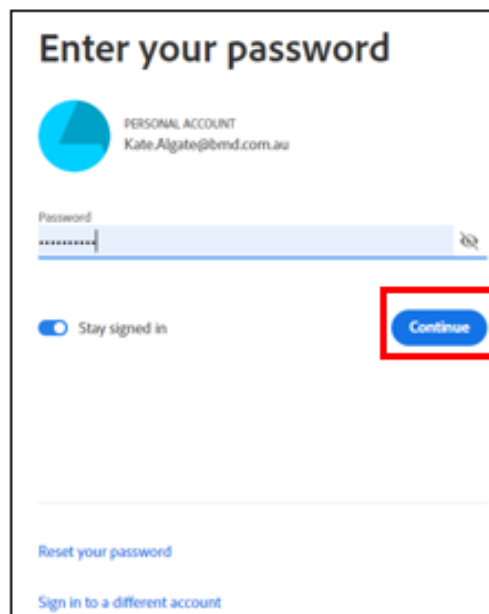 Enter your password
PERSONAL ACCOUNT
Kate.Algate@bmd.com.au
Password
••••••••••
Stay signed in
Continue
Reset your password
Sign in to a different account